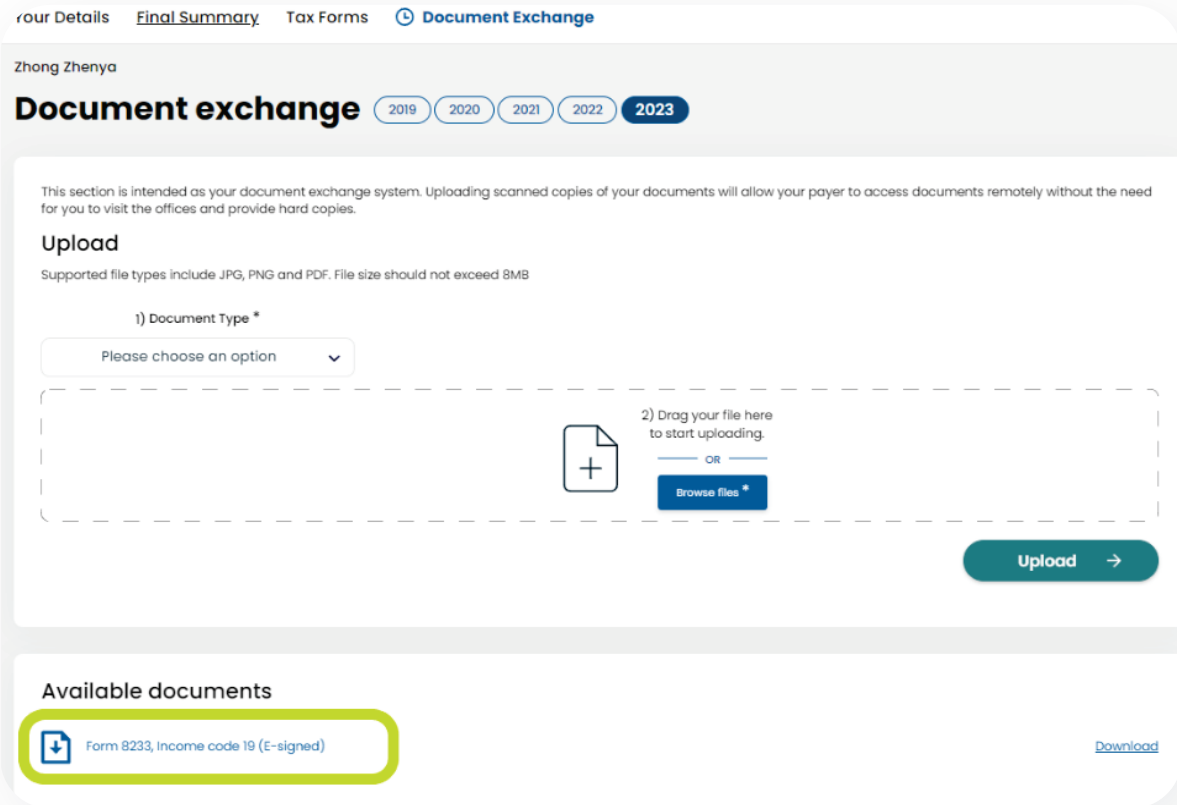 Your Details Final Summary Tax Forms Document Exchange
Zhong Zhenya
Document exchange 2019 2020 2021 2022 2023
This section is intended as your document exchange system. Uploading scanned copies of your documents will allow your payer to access documents remotely without the need
for you to visit the offices and provide hard copies.
Upload
Supported file types include JPG, PNG and PDF. File size should not exceed 8MB
1) Document Type *
Please choose an option
2) Drag your file here
to start uploading.
OR
Browse files *
Upload
Available documents
Form 8233, Income code 19 (E-signed) Download